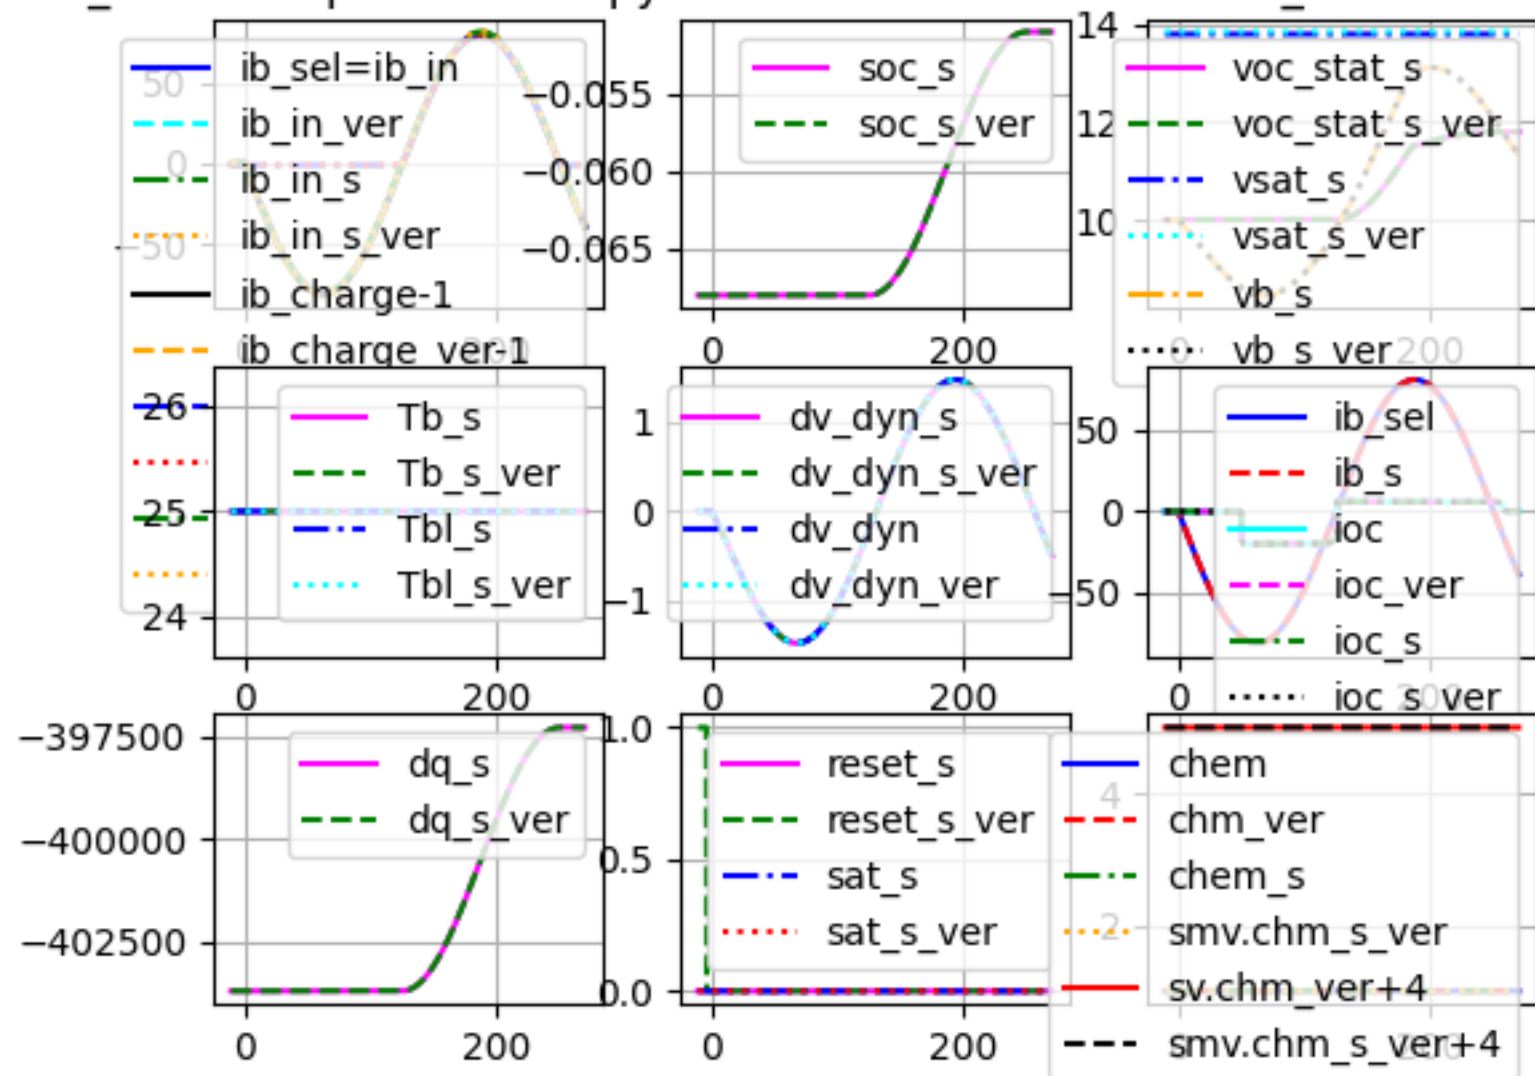 14
50
0
−50
ib_sel=ib_in
ib_in_ver
ib_in_s
ib_in_s_ver
ib_charge-1
ib_charge_ver-1
−0.055
−0.060
−0.065
soc_s
soc_s_ver
0
200
12
10
voc_stat_s
voc_stat_s_ver
vsat_s
vsat_s_ver
vb_s
vb_s_ver
200
26
25
24
Tb_s
Tb_s_ver
Tbl_s
Tbl_s_ver
0
200
1
0
−1
dv_dyn_s
dv_dyn_s_ver
dv_dyn
dv_dyn_ver
0
200
50
0
−50
ib_sel
ib_s
ioc
ioc_ver
ioc_s
ioc_s_ver
0
200
−397500
−400000
−402500
dq_s
dq_s_ver
0
200
1.0
0.5
0.0
reset_s
reset_s_ver
sat_s
sat_s_ver
0
200
4
2
chem
chm_ver
chem_s
smv.chm_s_ver
sv.chm_ver+4
smv.chm_s_ver+4